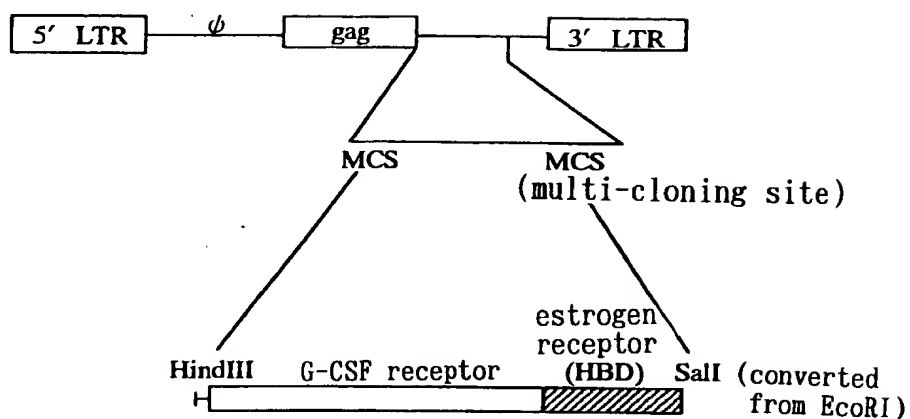 5′ LTR ψ gag 3′ LTR
MCS MCS
(multi-cloning site)
estrogen
receptor
HindIII G-CSF receptor (HBD) SalI (converted
from EcoRI)